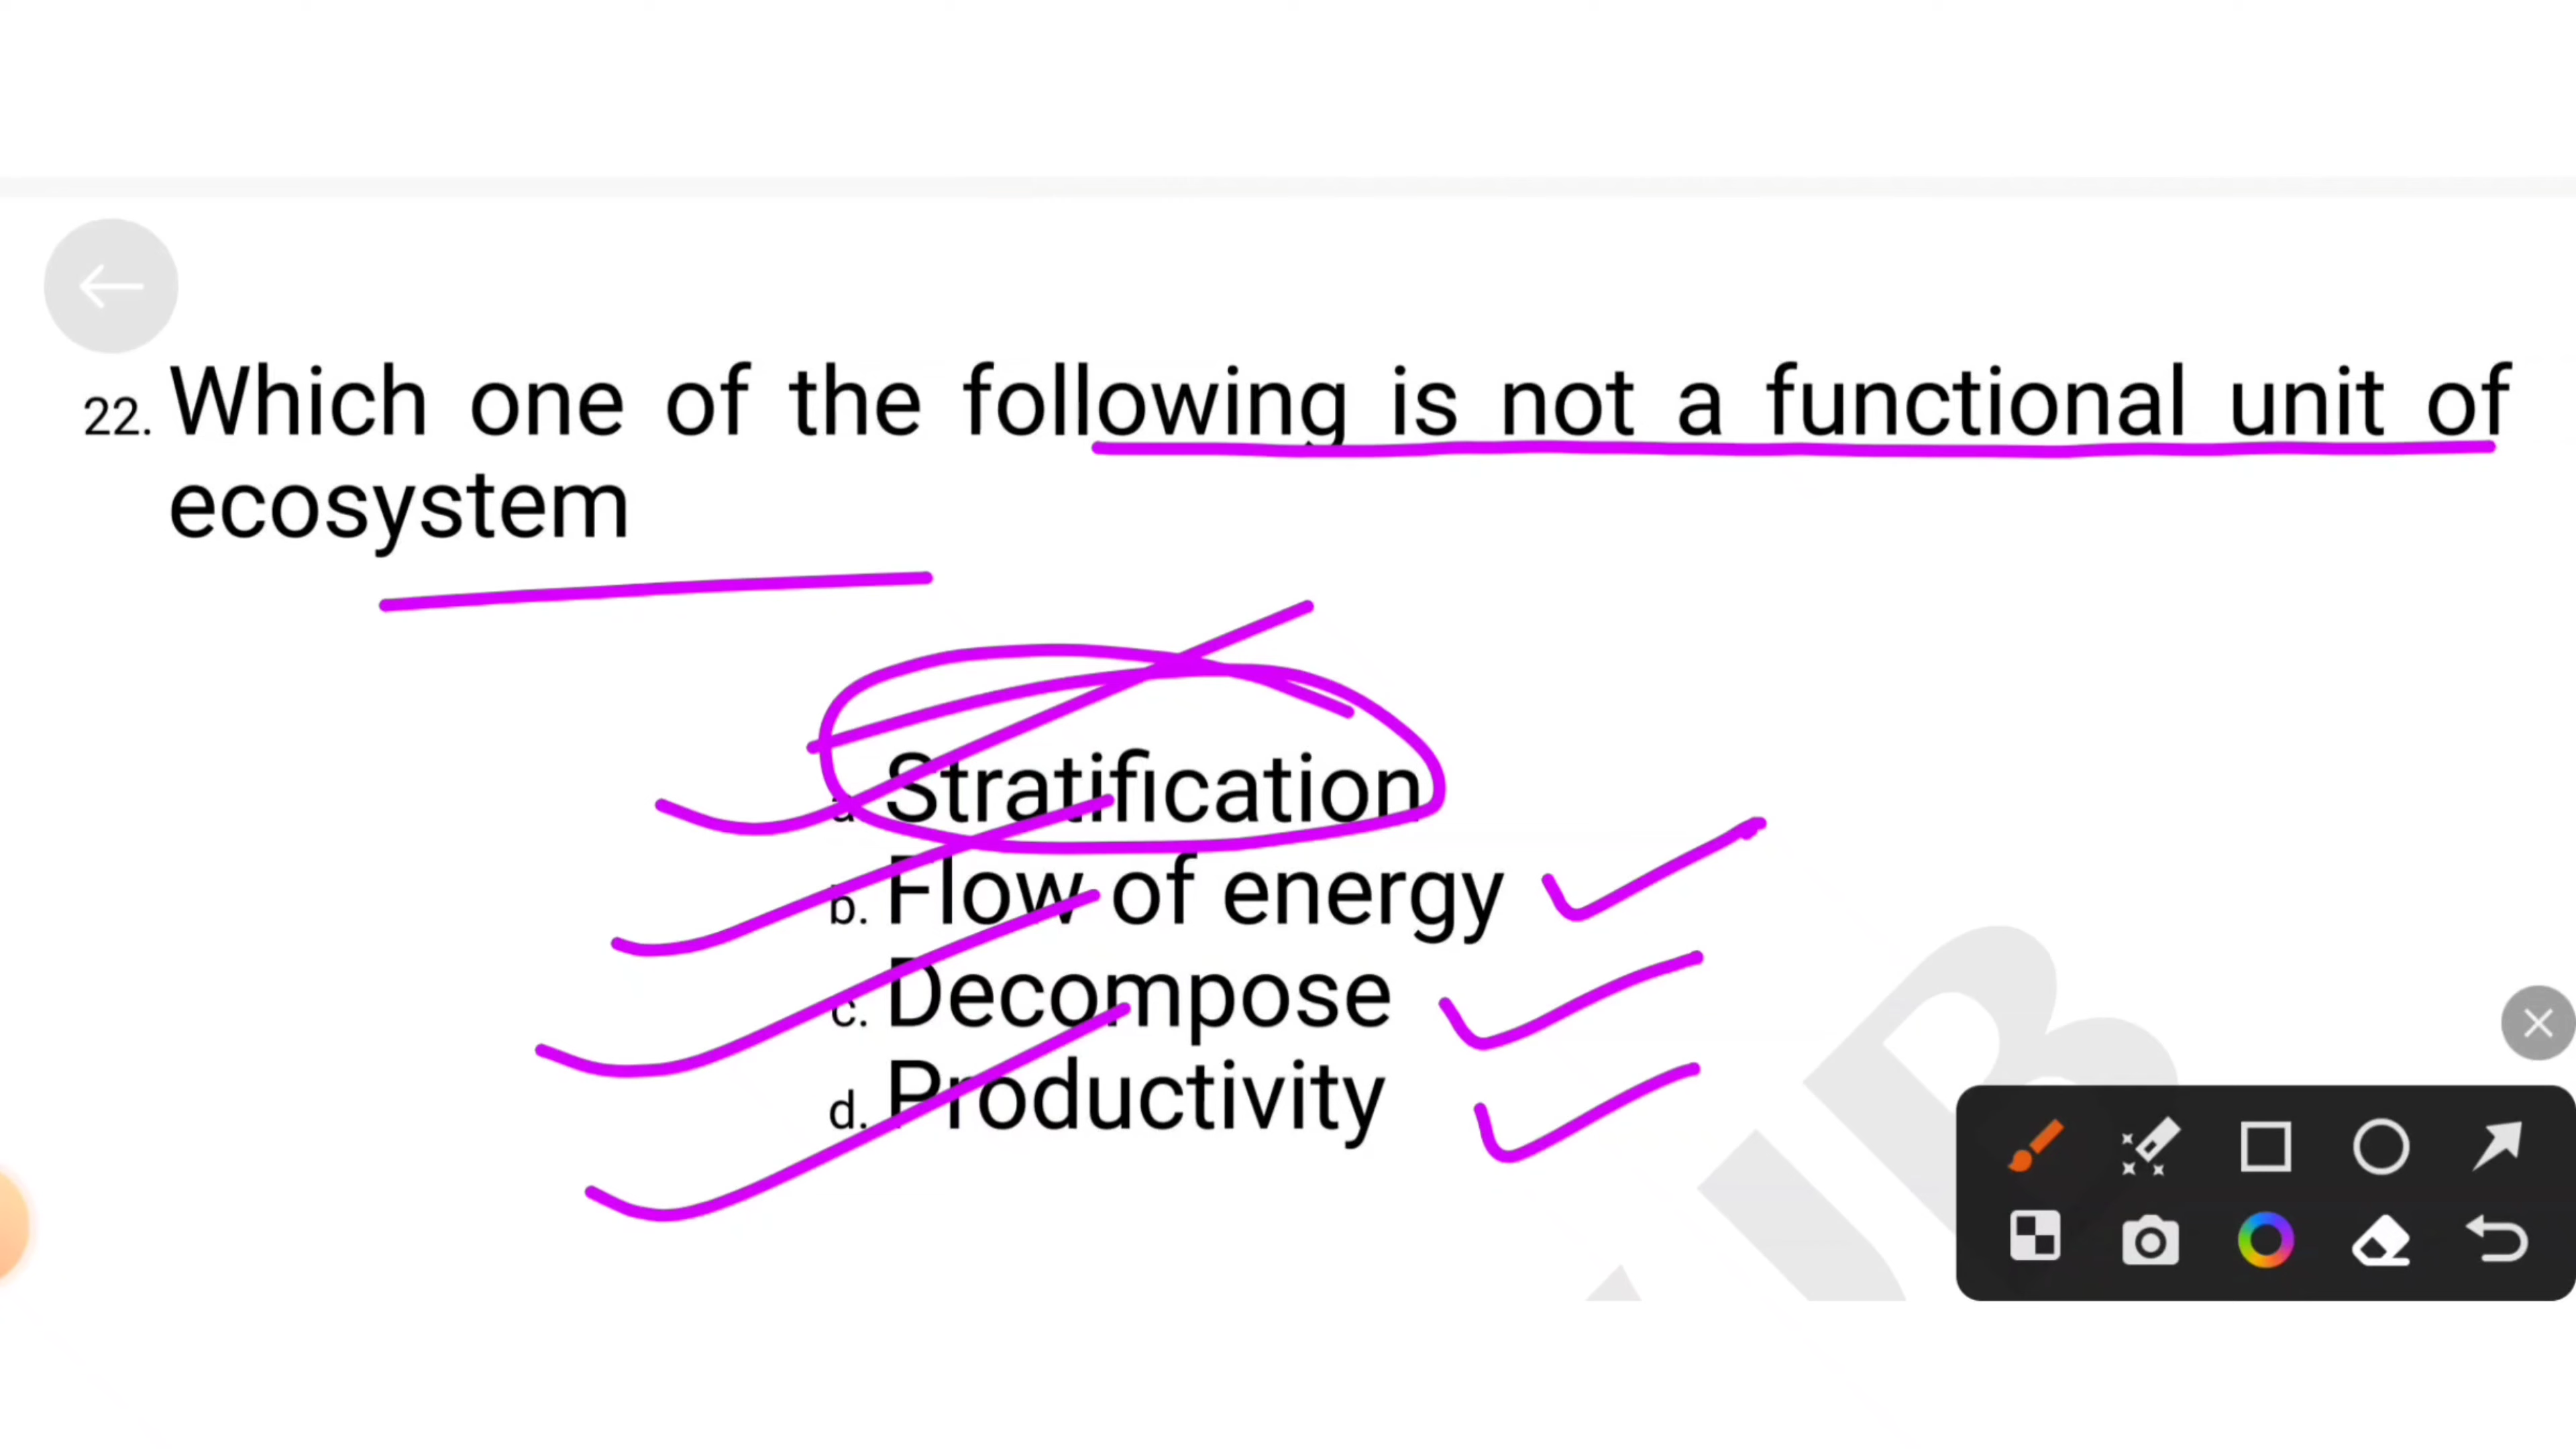 22. Which one of the following is not a functional unit of
ecosystem
a. Stratification
b. Flow of energy
c. Decompose
d. Productivity